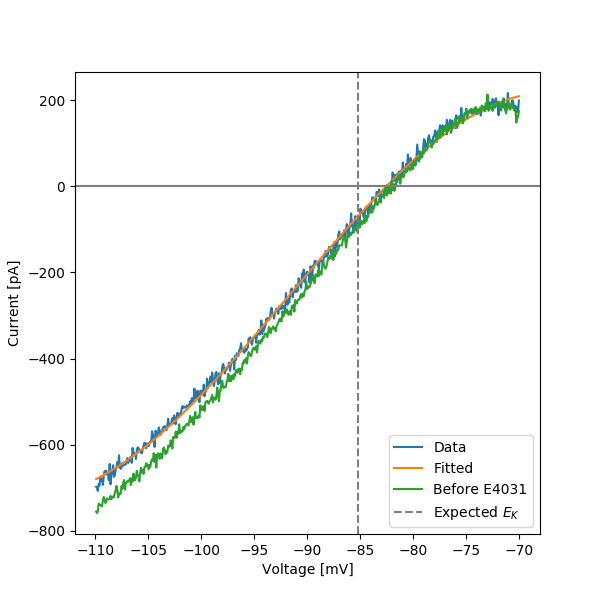 200
0
−200
−400
−600
−800
Current [pA]
−110
−105
−100
−95
−90
−85
−80
−75
−70
Voltage [mV]
Data
Fitted
Before E4031
Expected E_K